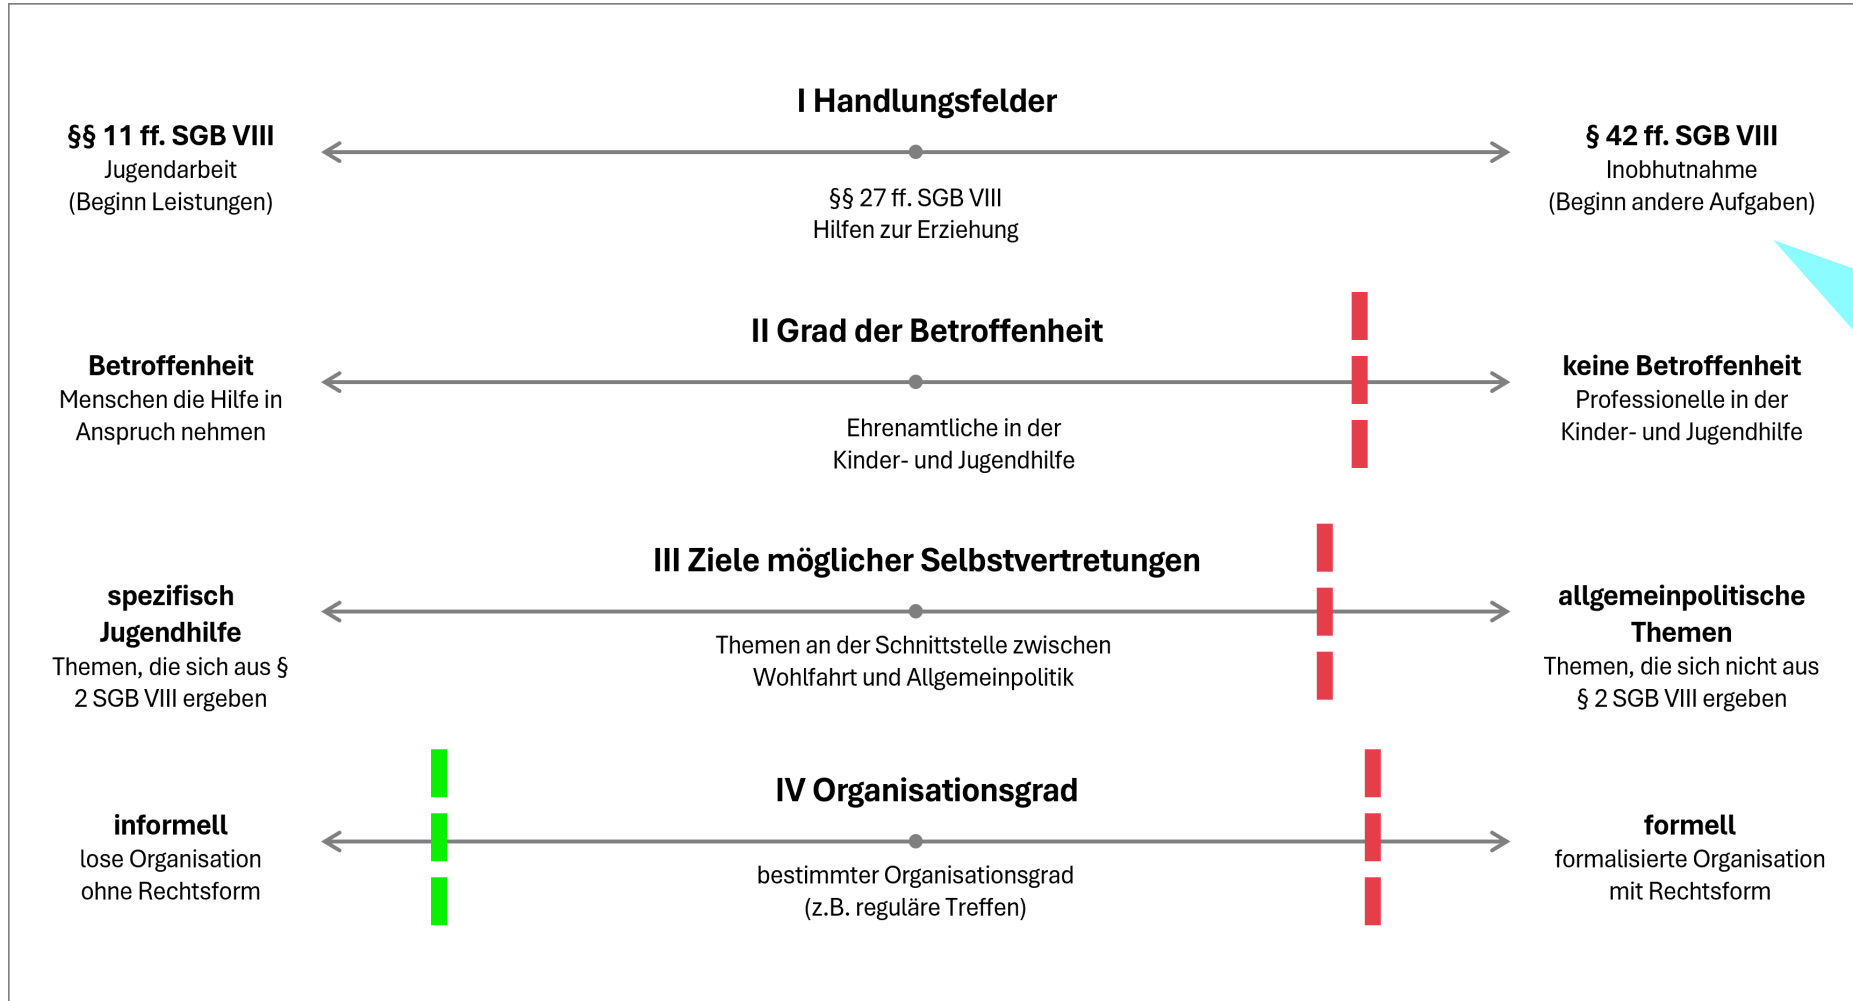 I Handlungsfelder
§§ 11 ff. SGB VIII
Jugendarbeit
(Beginn Leistungen)
§§ 27 ff. SGB VIII
Hilfen zur Erziehung
§ 42 ff. SGB VIII
Inobhutnahme
(Beginn andere Aufgaben)
II Grad der Betroffenheit
Betroffenheit
Menschen die Hilfe in
Anspruch nehmen
Ehrenamtliche in der
Kinder- und Jugendhilfe
keine Betroffenheit
Professionelle in der
Kinder- und Jugendhilfe
III Ziele möglicher Selbstvertretungen
spezifisch
Jugendhilfe
Themen, die sich aus §
2 SGB VIII ergeben
Themen an der Schnittstelle zwischen
Wohlfahrt und Allgemeinpolitik
allgemeinpolitische
Themen
Themen, die sich nicht aus
§ 2 SGB VIII ergeben
IV Organisationsgrad
informell
lose Organisation
ohne Rechtsform
bestimmter Organisationsgrad
(z.B. reguläre Treffen)
formell
formalisierte Organisation
mit Rechtsform